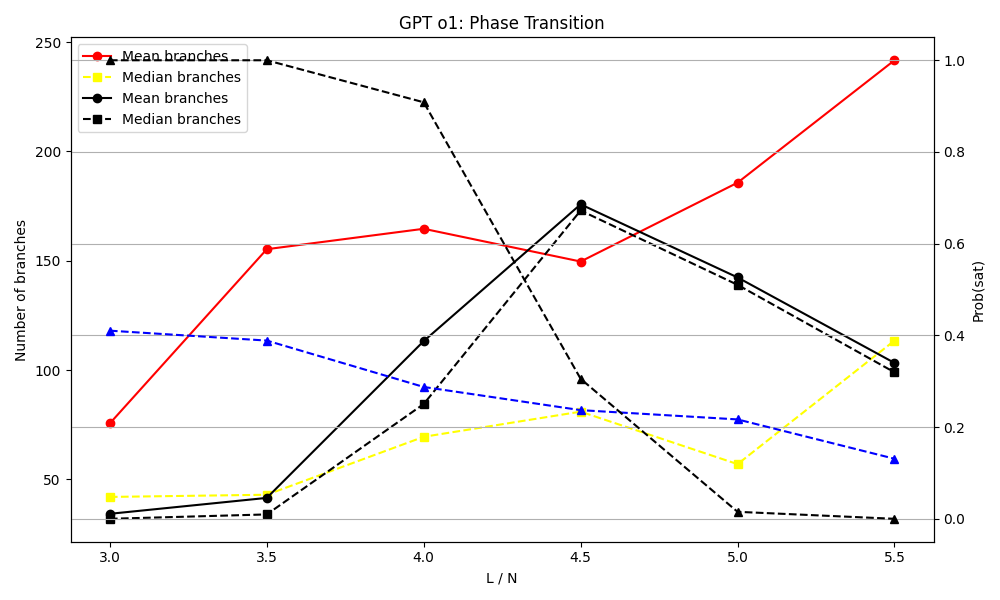 GPT o1: Phase Transition
Mean branches
Median branches
Mean branches
Median branches
250
200
150
100
50
Number of branches
1.0
0.8
0.6
0.4
0.2
0.0
Prob(sat)
3.0 3.5 4.0 4.5 5.0 5.5
L / N